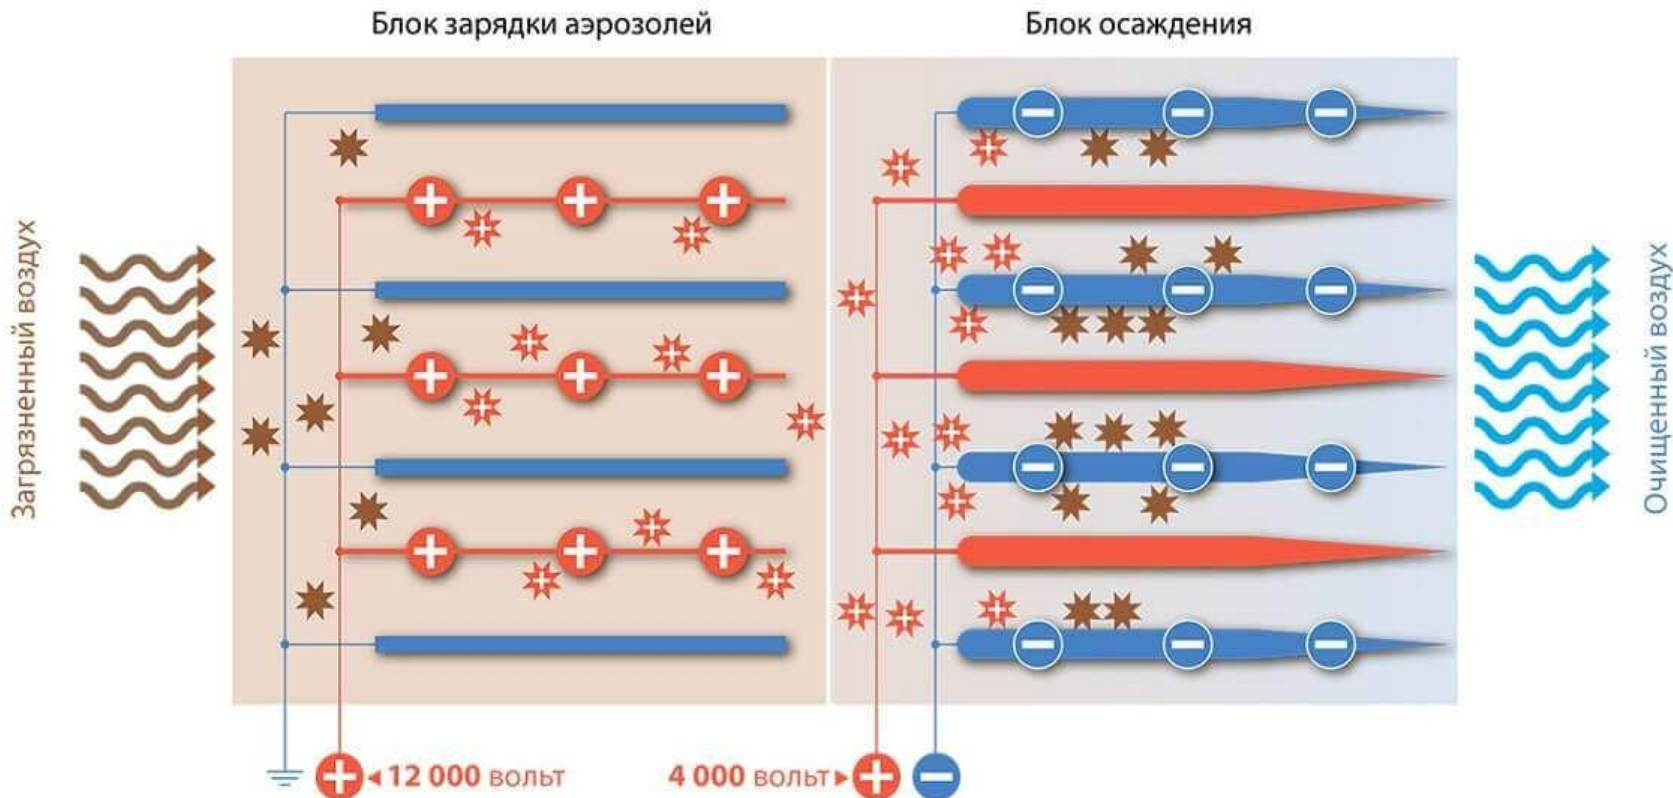 Блок зарядки аэрозолей
Блок осаждения
Загрязненный воздух
Очищенный воздух
12 000 вольт
4 000 вольт